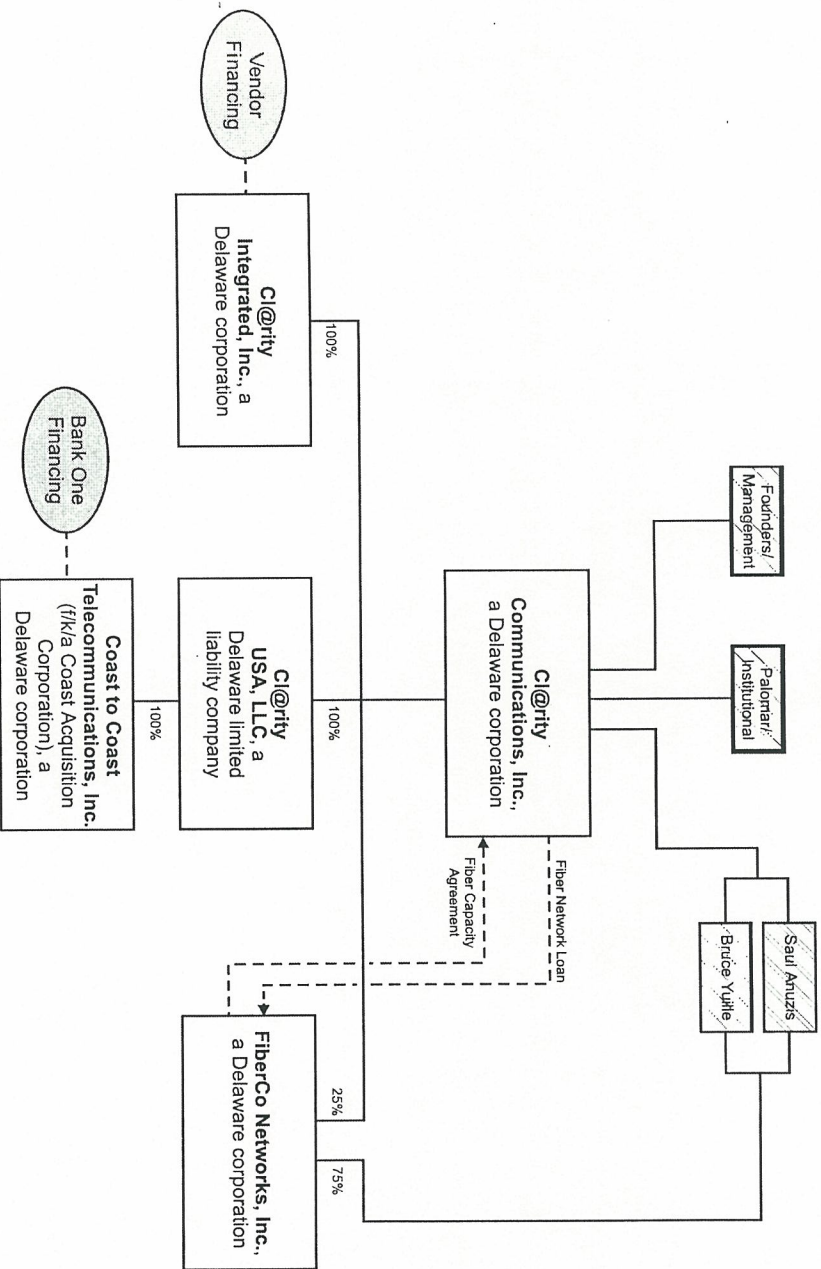 Founders/
Management
Palomar/
Institutional
Saul Anuzis
Bruce Yuille
Cl@rity
Communications, Inc.,
a Delaware corporation
Fiber Network Loan
Fiber Capacity
Agreement
100%
100%
25%
75%
Vendor
Financing
Cl@rity
Integrated, Inc., a
Delaware corporation
Cl@rity
USA, LLC, a
Delaware limited
liability company
FiberCo Networks, Inc.,
a Delaware corporation
100%
Bank One
Financing
Coast to Coast
Telecommunications, Inc.
(f/k/a Coast Acquisition
Corporation), a
Delaware corporation